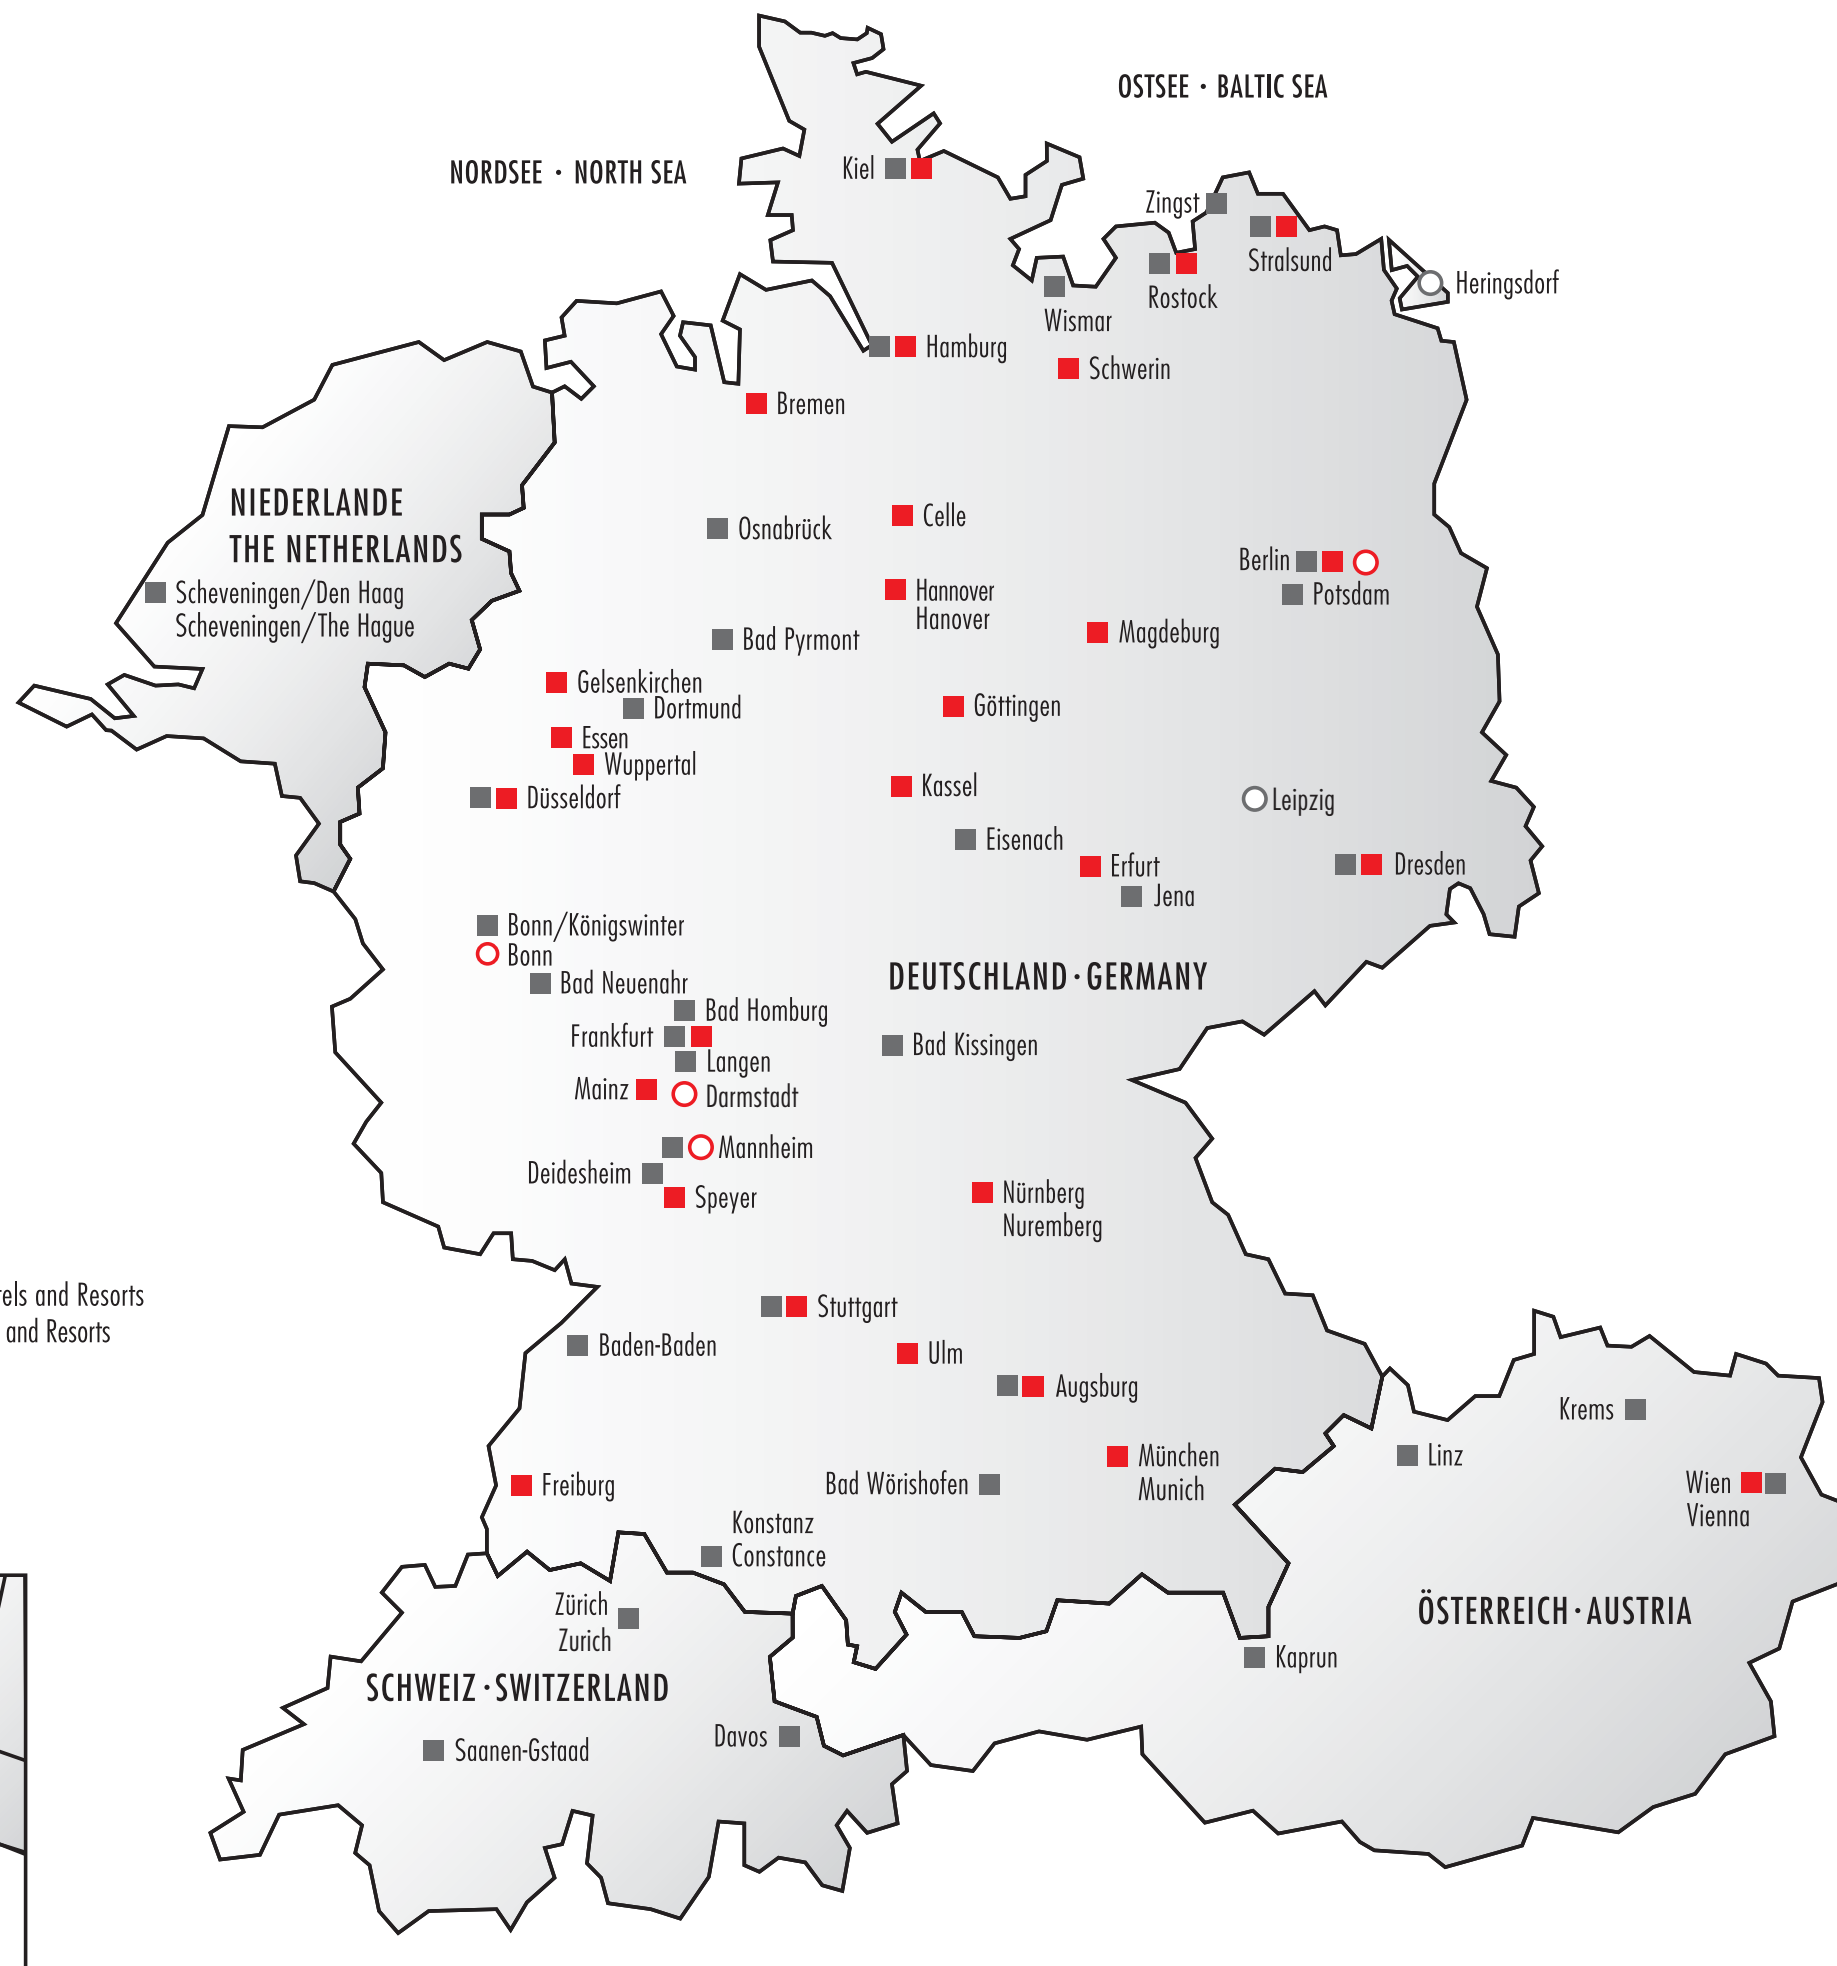 OSTSEE · BALTIC SEA
NORDSEE · NORTH SEA
Kiel
Zingst
Stralsund
Heringsdorf
Rostock
Wismar
Hamburg
Schwerin
Bremen
NIEDERLANDE
THE NETHERLANDS
Scheveningen/Den Haag
Scheveningen/The Hague
Osnabrück
Celle
Berlin
Potsdam
Hannover
Hanover
Magdeburg
Bad Pyrmont
Gelsenkirchen
Dortmund
Göttingen
Essen
Wuppertal
Düsseldorf
Kassel
Leipzig
Eisenach
Erfurt
Dresden
Jena
Bonn/Königswinter
Bonn
Bad Neuenahr
DEUTSCHLAND · GERMANY
Bad Homburg
Frankfurt
Langen
Bad Kissingen
Mainz
Darmstadt
Mannheim
Deidesheim
Speyer
Nürnberg
Nuremberg
and Resorts
and Resorts
Stuttgart
Baden-Baden
Ulm
Augsburg
Krems
Linz
München
Munich
Wien
Vienna
Bad Wörishofen
Freiburg
Konstanz
Constance
Zürich
Zurich
ÖSTERREICH · AUSTRIA
Kaprun
SCHWEIZ · SWITZERLAND
Davos
Saanen-Gstaad